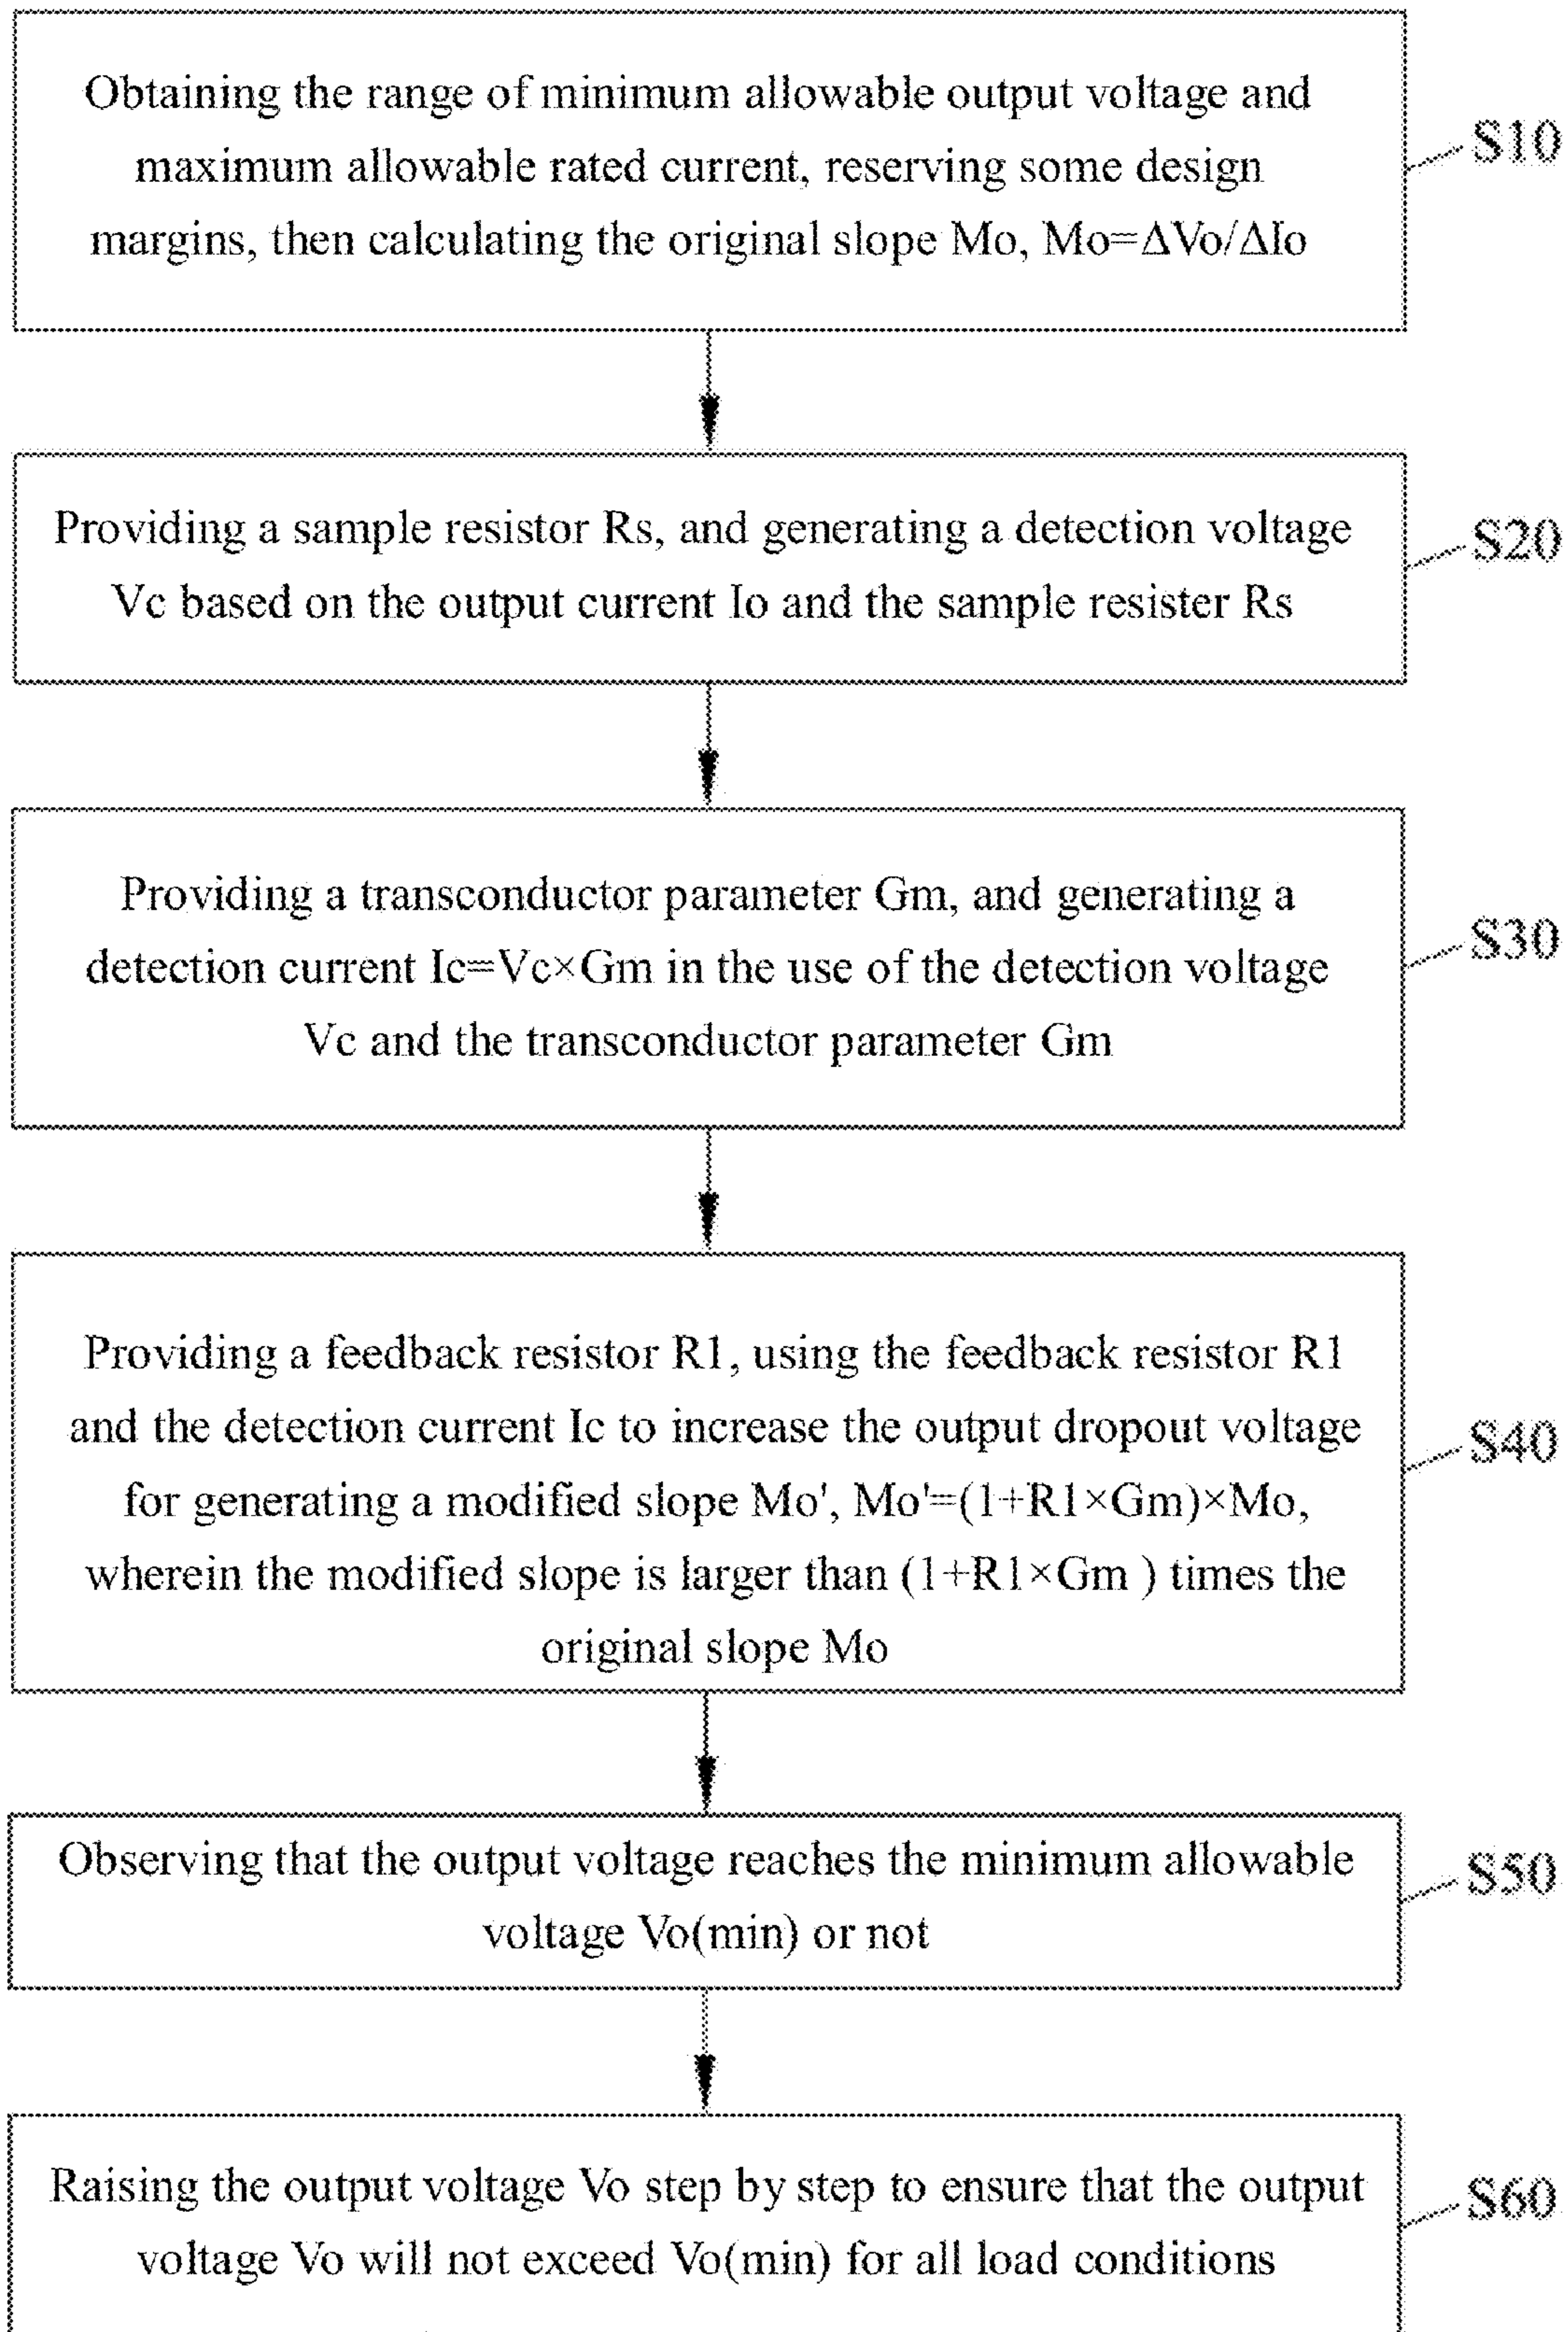 Obtaining the range of minimum allowable output voltage and
maximum allowable rated current, reserving some design
margins, then calculating the original slope Mo, Mo=ΔVo/ΔIo
S10
Providing a sample resistor Rs, and generating a detection voltage
Vc based on the output current Io and the sample resister Rs
S20
Providing a transconductor parameter Gm, and generating a
detection current Ic=Vc×Gm in the use of the detection voltage
Vc and the transconductor parameter Gm
S30
Providing a feedback resistor R1, using the feedback resistor R1
and the detection current Ic to increase the output dropout voltage
for generating a modified slope Mo', Mo'=(1+R1×Gm)×Mo,
wherein the modified slope is larger than (1+R1×Gm ) times the
original slope Mo
S40
Observing that the output voltage reaches the minimum allowable
voltage Vo(min) or not
S50
Raising the output voltage Vo step by step to ensure that the output
voltage Vo will not exceed Vo(min) for all load conditions
S60